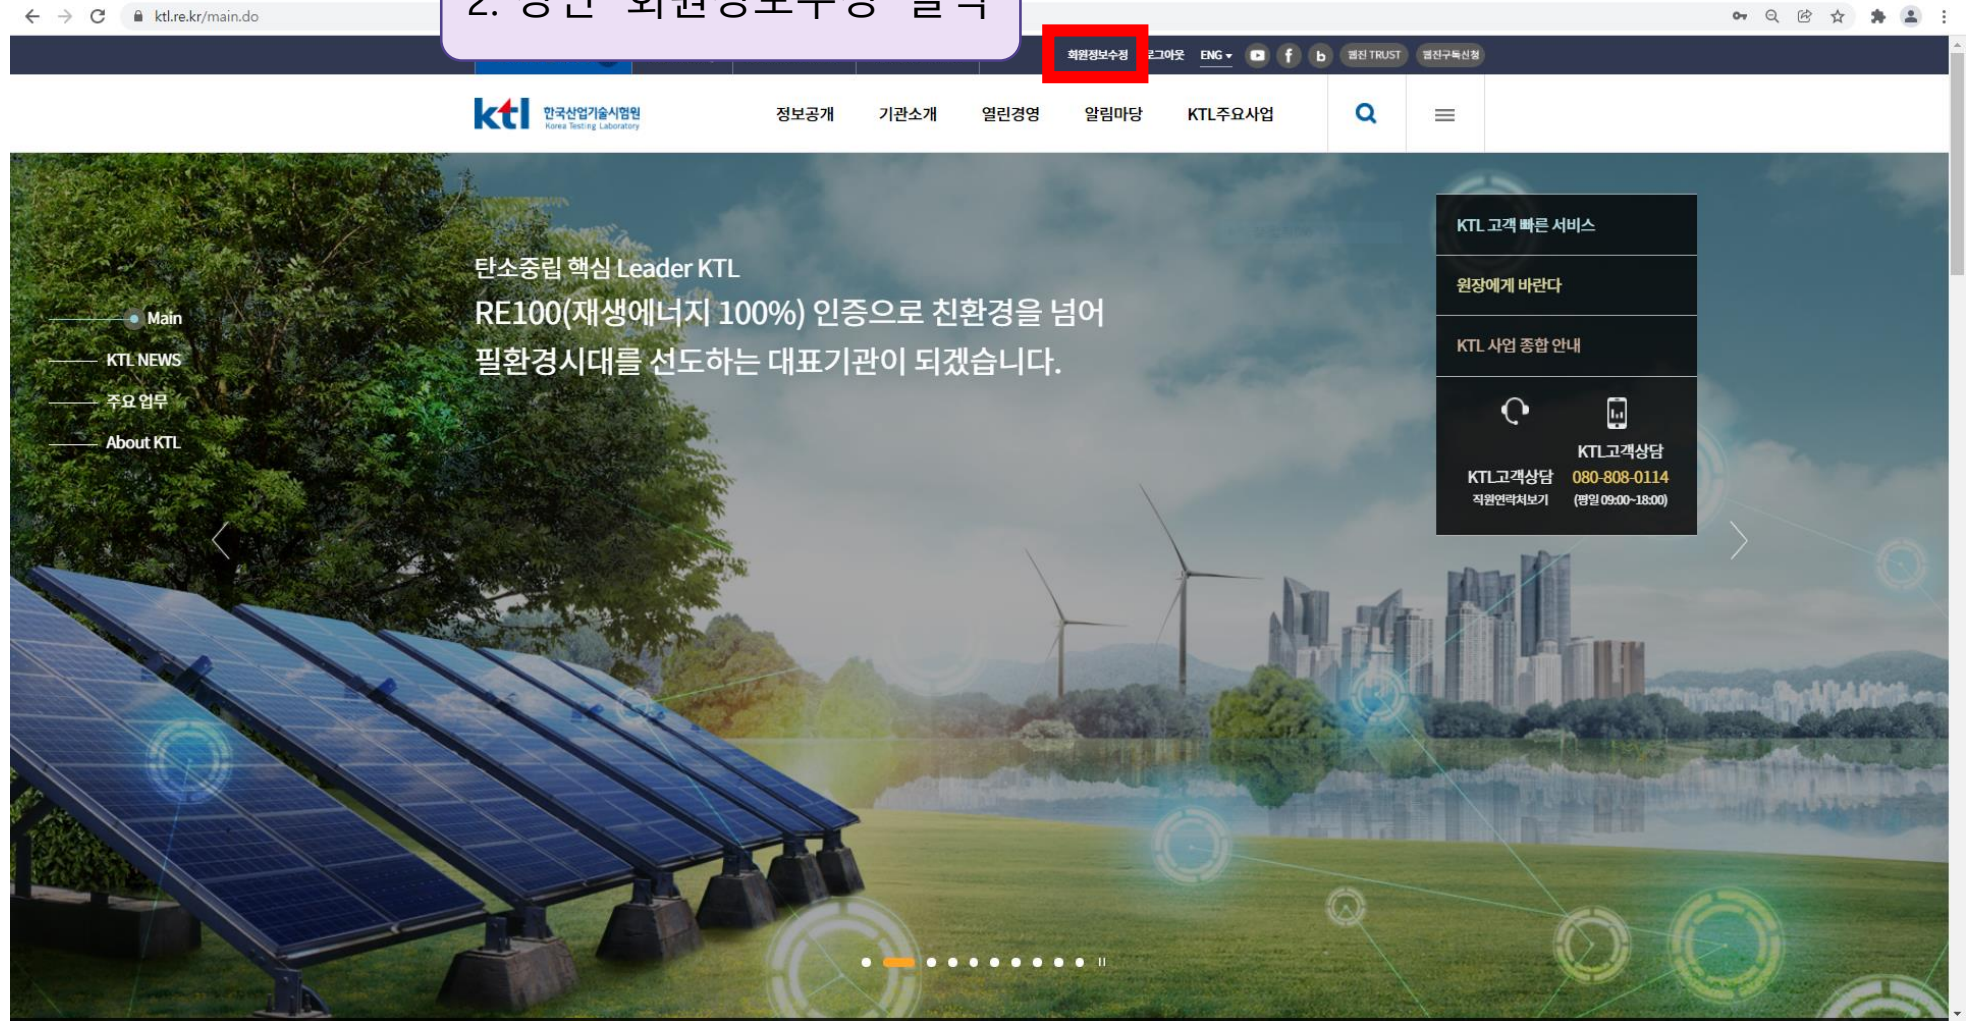 ktl.re.kr/main.do
2. 상단 회원정보수정 클릭
회원정보수정
ENG
웹진 TRUST
웹진구독신청
ktl 한국산업기술시험원
Korea Testing Laboratory
정보공개
기관소개
열린경영
알림마당
KTL주요사업
탄소중립 핵심 Leader KTL
RE100(재생에너지 100%) 인증으로 친환경을 넘어
필환경시대를 선도하는 대표기관이 되겠습니다.
Main
KTL NEWS
주요 업무
About KTL
KTL 고객 빠른 서비스
원장에게 바란다
KTL 사업 종합 안내
KTL고객상담
직원연락처보기
KTL고객상담
080-808-0114
(평일 09:00~18:00)